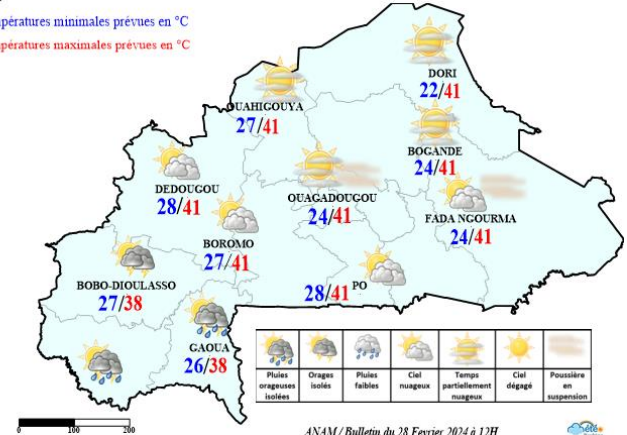 pératures minimales prévues en °C
pératures maximales prévues en °C
DORI
22/41
OUAHIGOUYA
27/41
BOGANDE
24/41
DEDOUGOU
28/41
OUAGADOUGOU
24/41
FADA NGOURMA
24/41
BOROMO
27/41
BOBO-DIOULASSO
27/38
PO
28/41
GAOUA
26/38
Pluies orageuses isolées
Orages isolés
Pluies faibles
Ciel nuageux
Temps partiellement nuageux
Ciel dégagé
Poussière en suspension
0 100 200
ANAM / Bulletin du 28 Fevrier 2024 à 12H